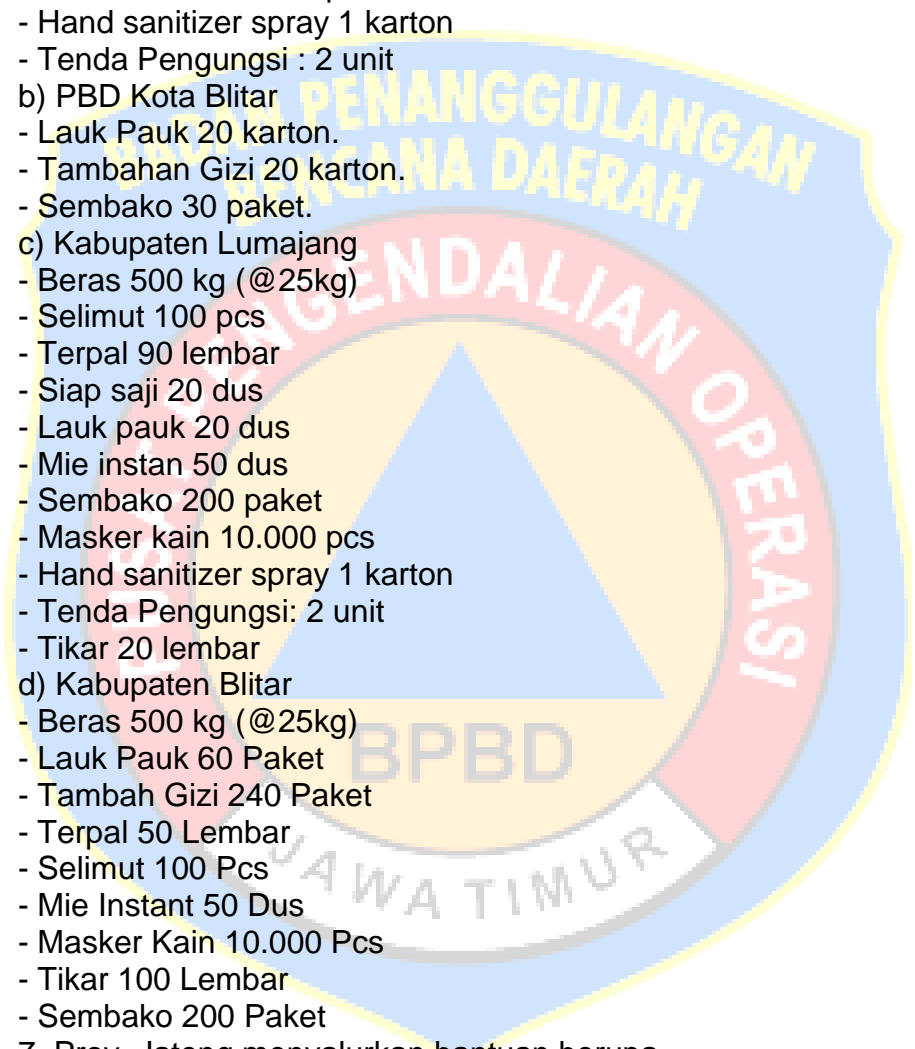 - Hand sanitizer spray 1 karton
- Tenda Pengungsi : 2 unit
b) PBD Kota Blitar
- Lauk Pauk 20 karton.
- Tambahan Gizi 20 karton.
- Sembako 30 paket.
c) Kabupaten Lumajang
- Beras 500 kg (@25kg)
- Selimut 100 pcs
- Terpal 90 lembar
- Siap saji 20 dus
- Lauk pauk 20 dus
- Mie instan 50 dus
- Sembako 200 paket
- Masker kain 10.000 pcs
- Hand sanitizer spray 1 karton
- Tenda Pengungsi: 2 unit
- Tikar 20 lembar
d) Kabupaten Blitar
- Beras 500 kg (@25kg)
- Lauk Pauk 60 Paket
- Tambah Gizi 240 Paket
- Terpal 50 Lembar
- Selimut 100 Pcs
- Mie Instant 50 Dus
- Masker Kain 10.000 Pcs
- Tikar 100 Lembar
- Sembako 200 Paket
BADAN PENANGGULANGAN
BENCANA DAERAH
PUSAT PENGENDALIAN OPERASI
BPBD
JAWA TIMUR